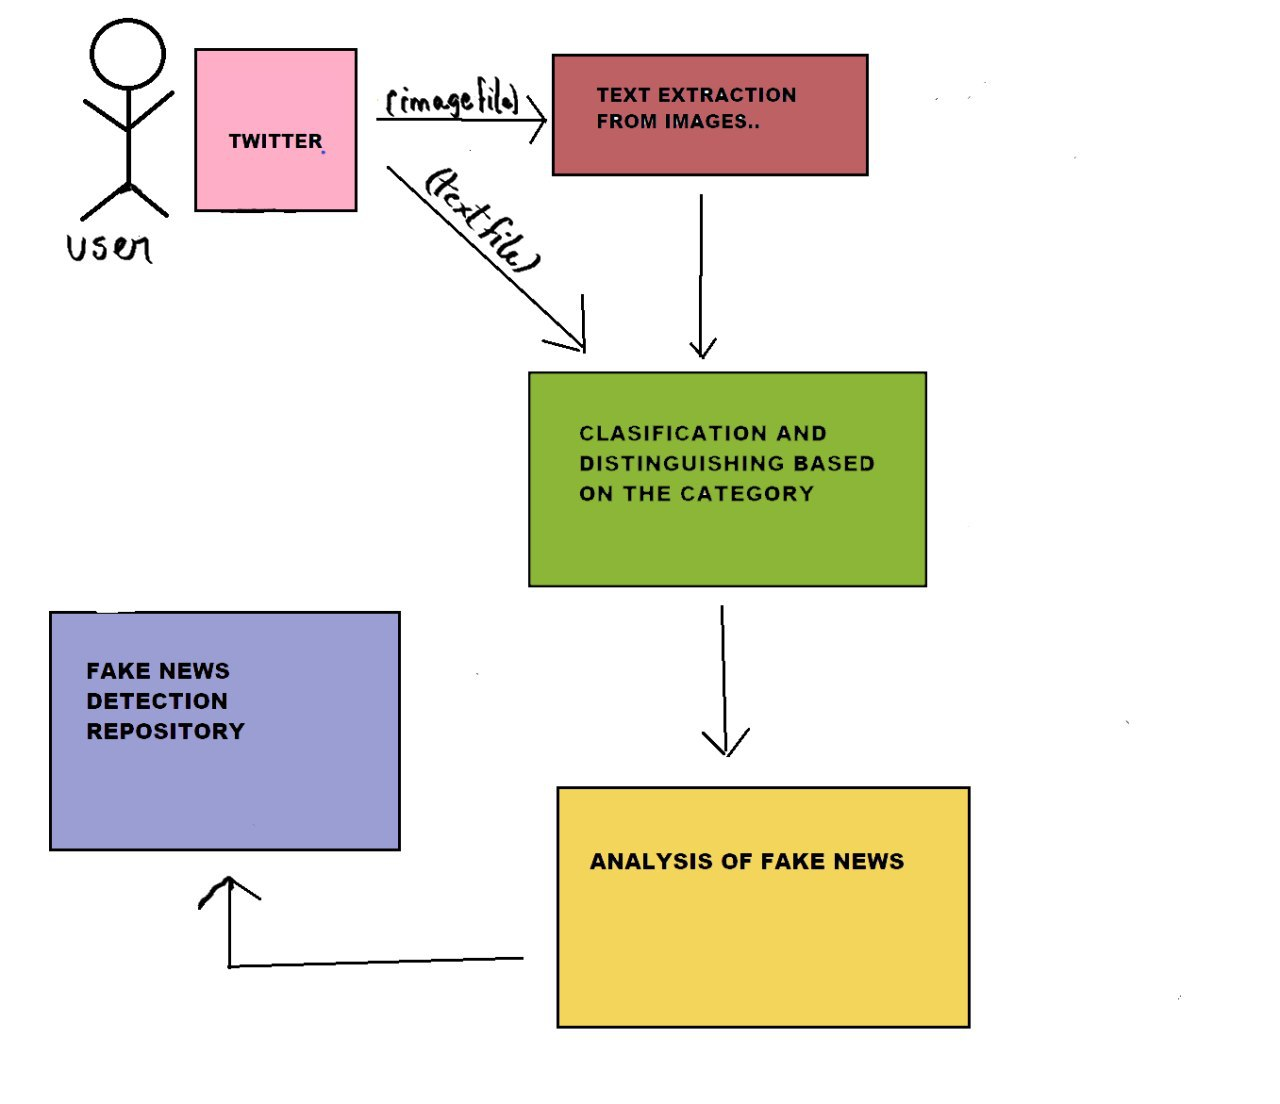 TWITTER.
(image file)
TEXT EXTRACTION
FROM IMAGES..
(text file)
user
CLASIFICATION AND
DISTINGUISHING BASED
ON THE CATEGORY
FAKE NEWS
DETECTION
REPOSITORY
ANALYSIS OF FAKE NEWS